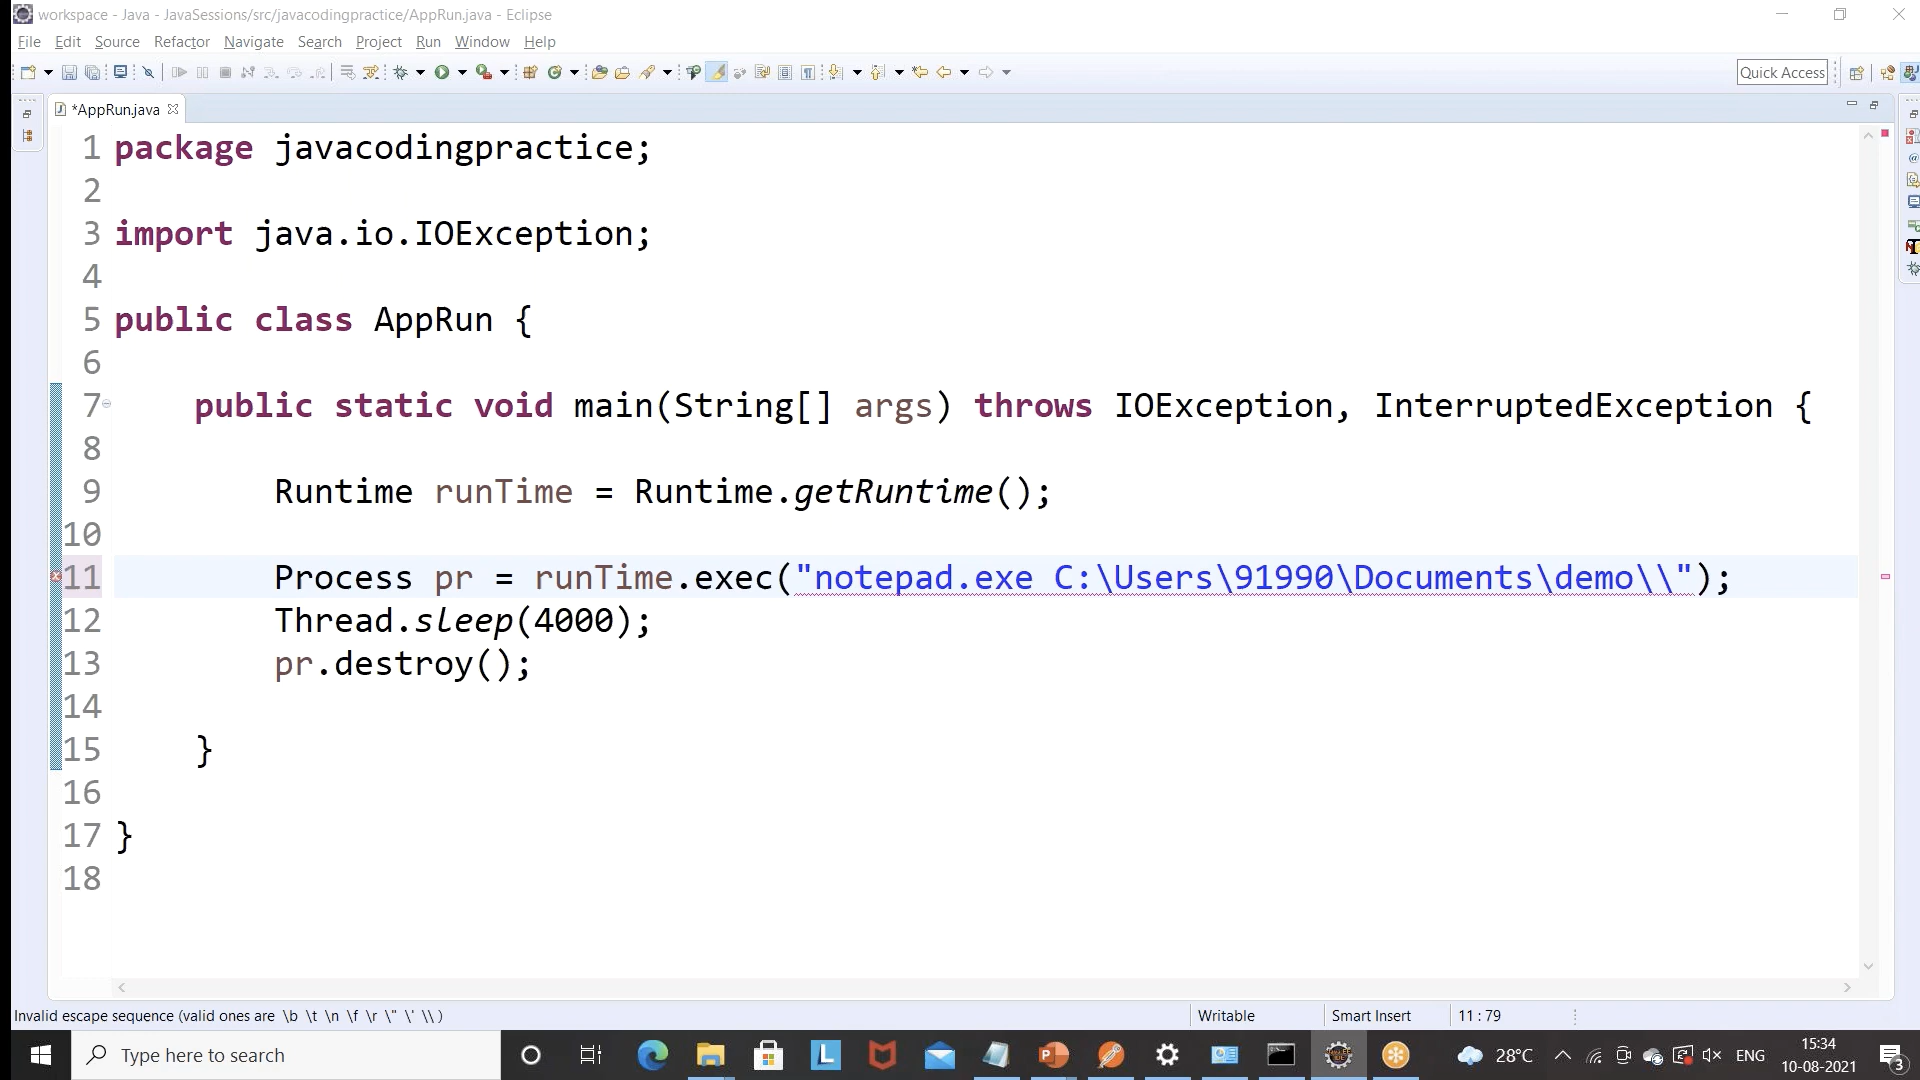 workspace - Java - JavaSessions/src/javacodingpractice/AppRun.java - Eclipse
File Edit Source Refactor Navigate Search Project Run Window Help
Quick Access
*AppRun.java
1 package javacodingpractice;
2
3 import java.io.IOException;
4
5 public class AppRun {
6
7 public static void main(String[] args) throws IOException, InterruptedException {
8
9 Runtime runTime = Runtime.getRuntime();
10
11 Process pr = runTime.exec("notepad.exe C:\Users\91990\Documents\demo\\");
12 Thread.sleep(4000);
13 pr.destroy();
14
15 }
16
17 }
18
Invalid escape sequence (valid ones are \b \t \n \f \r \" \' \\ )
Writable Smart Insert 11 : 79
Type here to search
28°C ENG 15:34
10-08-2021 3